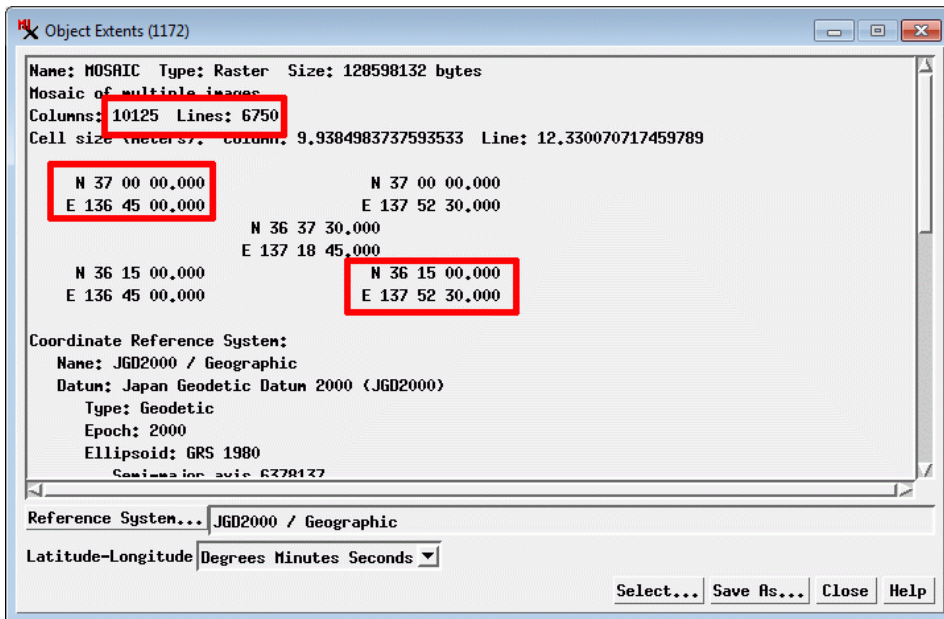 Object Extents (1172)
Name: MOSAIC Type: Raster Size: 128598132 bytes
Mosaic of multiple images
Columns: 10125 Lines: 6750
Cell size (meters): Column: 9.9384983737593533 Line: 12.330070717459789
N 37 00 00.000 N 37 00 00.000
E 136 45 00.000 E 137 52 30.000
N 36 37 30.000
E 137 18 45.000
N 36 15 00.000 N 36 15 00.000
E 136 45 00.000 E 137 52 30.000
Coordinate Reference System:
Name: JGD2000 / Geographic
Datum: Japan Geodetic Datum 2000 (JGD2000)
Type: Geodetic
Epoch: 2000
Ellipsoid: GRS 1980
Semi-major axis 6378137
Reference System... JGD2000 / Geographic
Latitude-Longitude Degrees Minutes Seconds
Select... Save As... Close Help